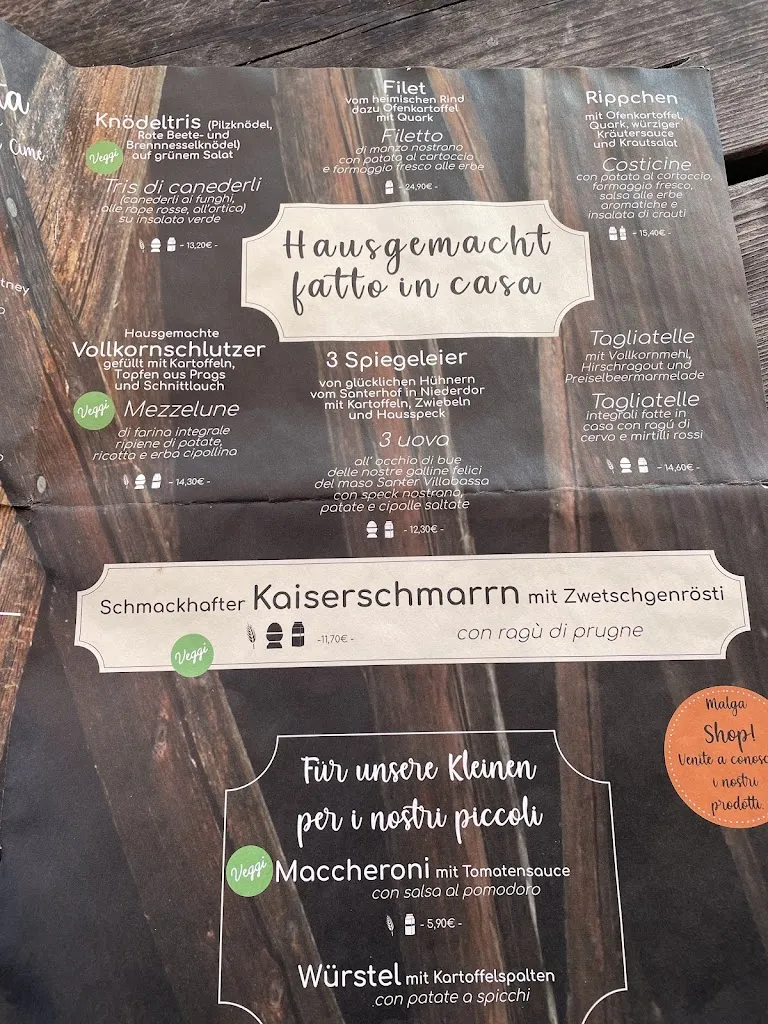 Knödeltris (Pilzknödel,
Rote Beete- und
Brennnesselknödel)
auf grünem Salat
Veggi
Tris di canederli
(canederli ai funghi,
alle rape rosse, all'ortica)
su insalata verde
- 13,20€ -
Filet
vom heimischen Rind
dazu Ofenkartoffel
mit Quark
Filetto
di manzo nostrano
con patata al cartoccio
e formaggio fresco alle erbe
- 24,90€ -
Rippchen
mit Ofenkartoffel,
Quark, würziger
Kräutersauce
und Krautsalat
Costicine
con patata al cartoccio,
formaggio fresco,
salsa alle erbe
aromatiche e
insalata di crauti
- 15,40€ -
Hausgemacht
fatto in casa
Hausgemachte
Vollkornschlutzer
gefüllt mit Kartoffeln,
Topfen aus Prags
und Schnittlauch
Veggi
Mezzelune
di farina integrale
ripiene di patate,
ricotta e erba cipollina
- 14,30€ -
3 Spiegeleier
von glücklichen Hühnern
vom Santerhof in Niederdor
mit Kartoffeln, Zwiebeln
und Hausspeck
3 uova
all' occhio di bue
delle nostre galline felici
del maso Santer Villabassa
con speck nostrano,
patate e cipolle saltate
- 12,30€ -
Tagliatelle
mit Vollkornmehl,
Hirschragout und
Preiselbeermarmelade
Tagliatelle
integrali fatte in
casa con ragù di
cervo e mirtilli rossi
- 14,60€ -
Schmackhafter Kaiserschmarrn mit Zwetschgenrösti
Veggi
-11,70€ -
con ragù di prugne
Malga
Shop!
Venite a conosc
i nostri
prodotti.
Für unsere Kleinen
per i nostri piccoli
Veggi
Maccheroni mit Tomatensauce
con salsa al pomodoro
- 5,90€ -
Würstel mit Kartoffelspalten
con patate a spicchi